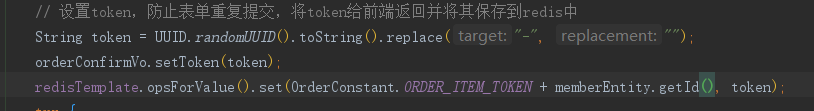 // 设置token，防止表单重复提交，将token给前端返回并将其保存到redis中
String token = UUID.randomUUID().toString().replace( target: "-", replacement: "");
orderConfirmVo.setToken(token);
redisTemplate.opsForValue().set(OrderConstant.ORDER_ITEM_TOKEN + memberEntity.getId(), token);